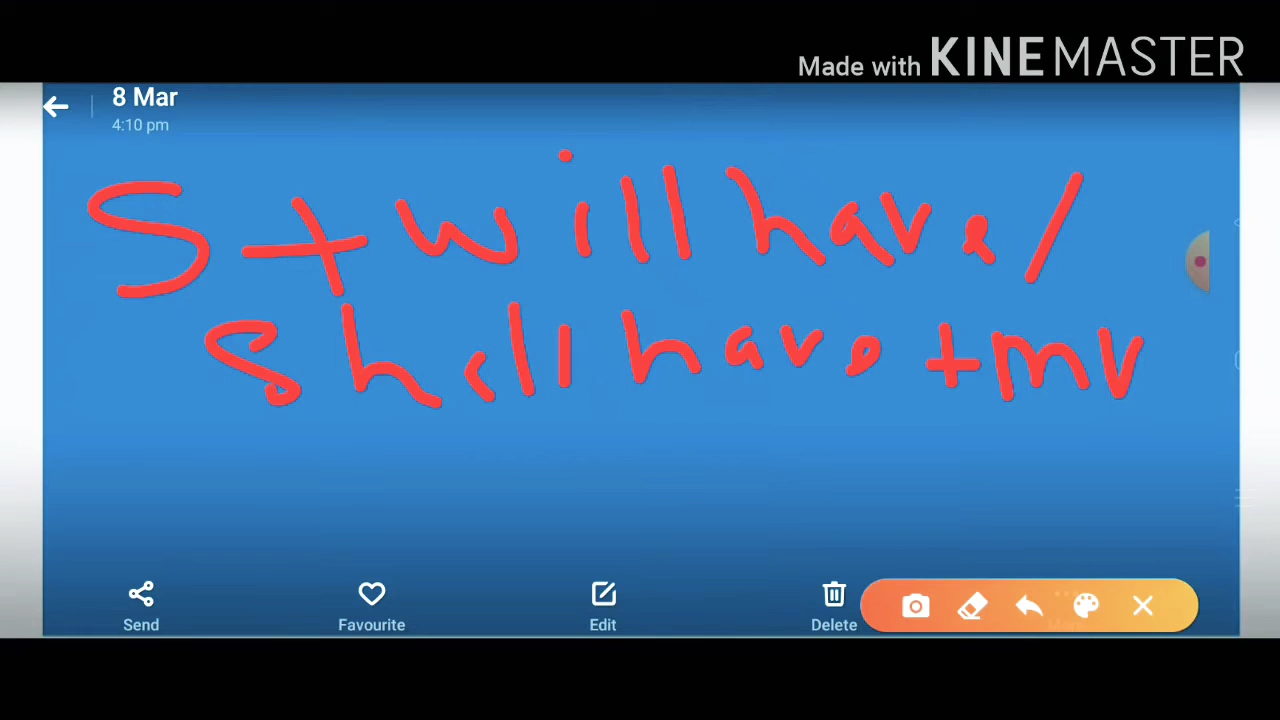 Made with KINEMASTER
8 Mar
4:10 pm
S + will have /
Shall have + mv
Send
Favourite
Edit
Delete